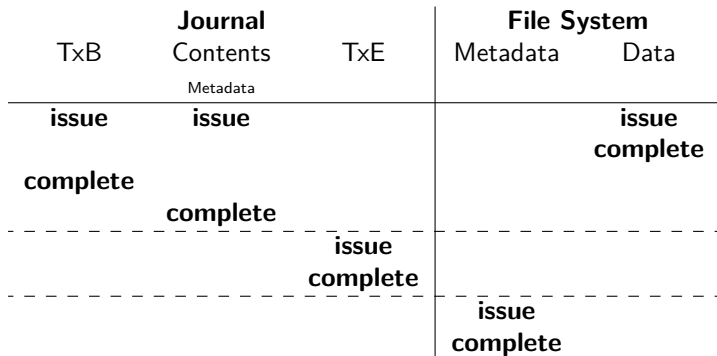 Journal File System
TxB Contents TxE Metadata Data
Metadata
issue issue issue
complete
complete
complete
issue
complete
issue
complete